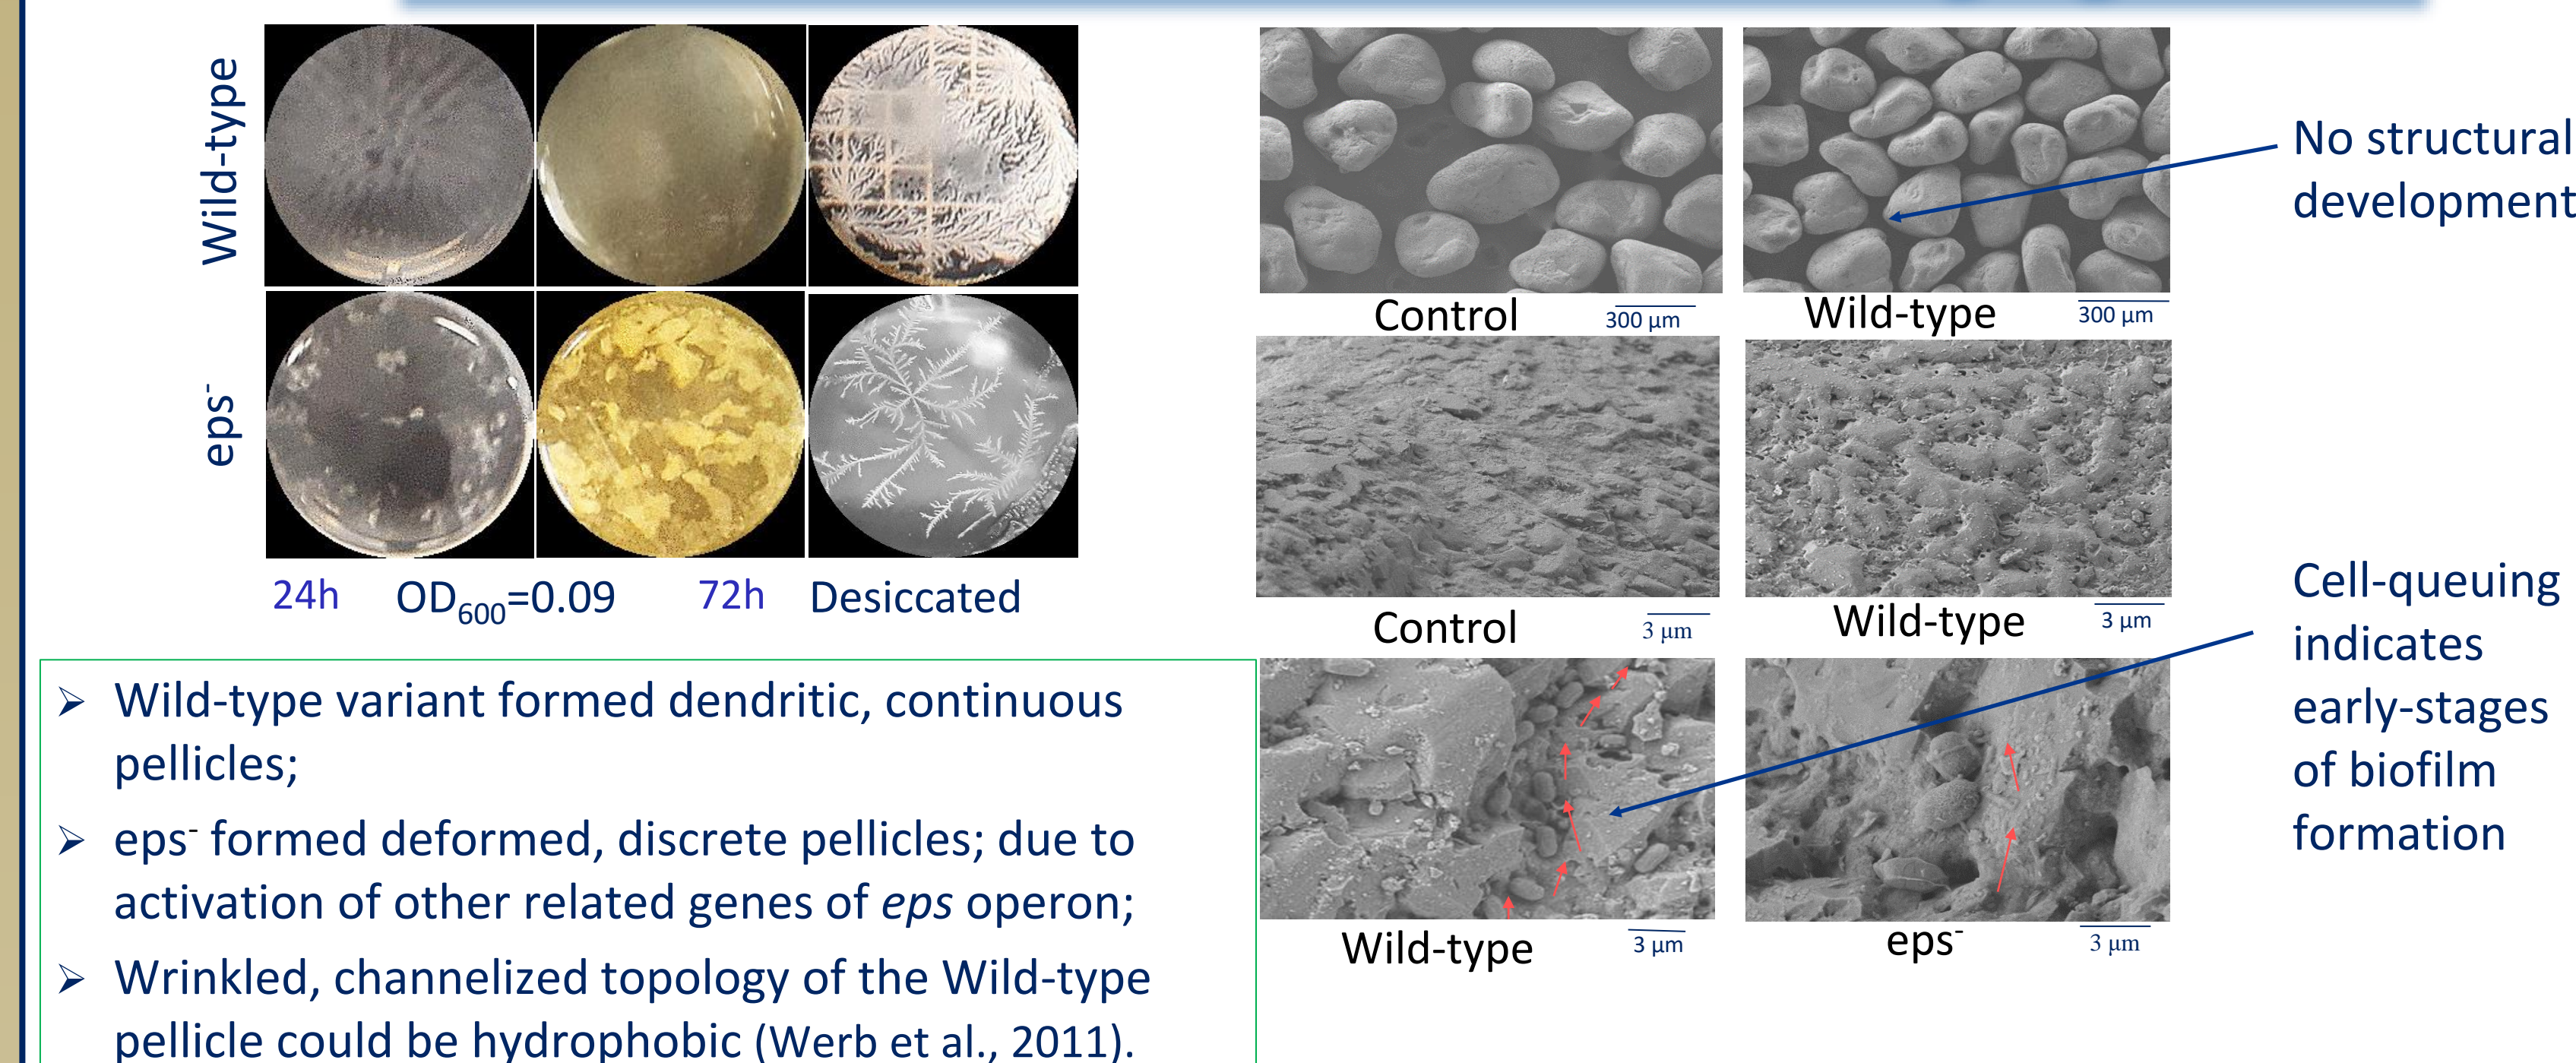 Wild-type
eps⁻
24h OD₆₀₀=0.09 72h Desiccated
➢ Wild-type variant formed dendritic, continuous
pellicles;
➢ eps⁻ formed deformed, discrete pellicles; due to
activation of other related genes of eps operon;
➢ Wrinkled, channelized topology of the Wild-type
pellicle could be hydrophobic (Werb et al., 2011).
Control 300 µm
Wild-type 300 µm
Control 3 µm
Wild-type 3 µm
Wild-type 3 µm
eps⁻ 3 µm
No structural
development
Cell-queuing
indicates
early-stages
of biofilm
formation